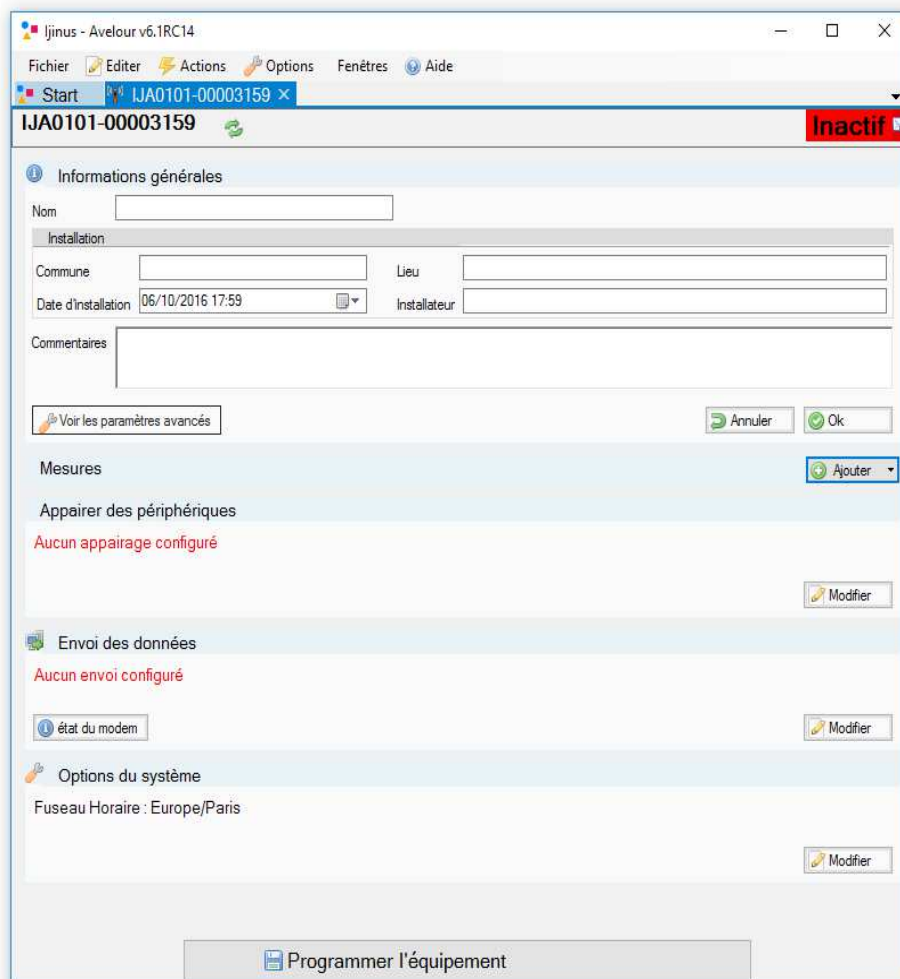 Ijinus - Avelour v6.1RC14
Fichier Editer Actions Options Fenêtres Aide
Start IJA0101-00003159
IJA0101-00003159 Inactif
Informations générales
Nom
Installation
Commune Lieu
Date d'installation 06/10/2016 17:59 Installateur
Commentaires
Voir les paramètres avancés Annuler Ok
Mesures Ajouter
Appairer des périphériques
Aucun appairage configuré
Modifier
Envoi des données
Aucun envoi configuré
état du modem Modifier
Options du système
Fuseau Horaire : Europe/Paris
Modifier
Programmer l'équipement